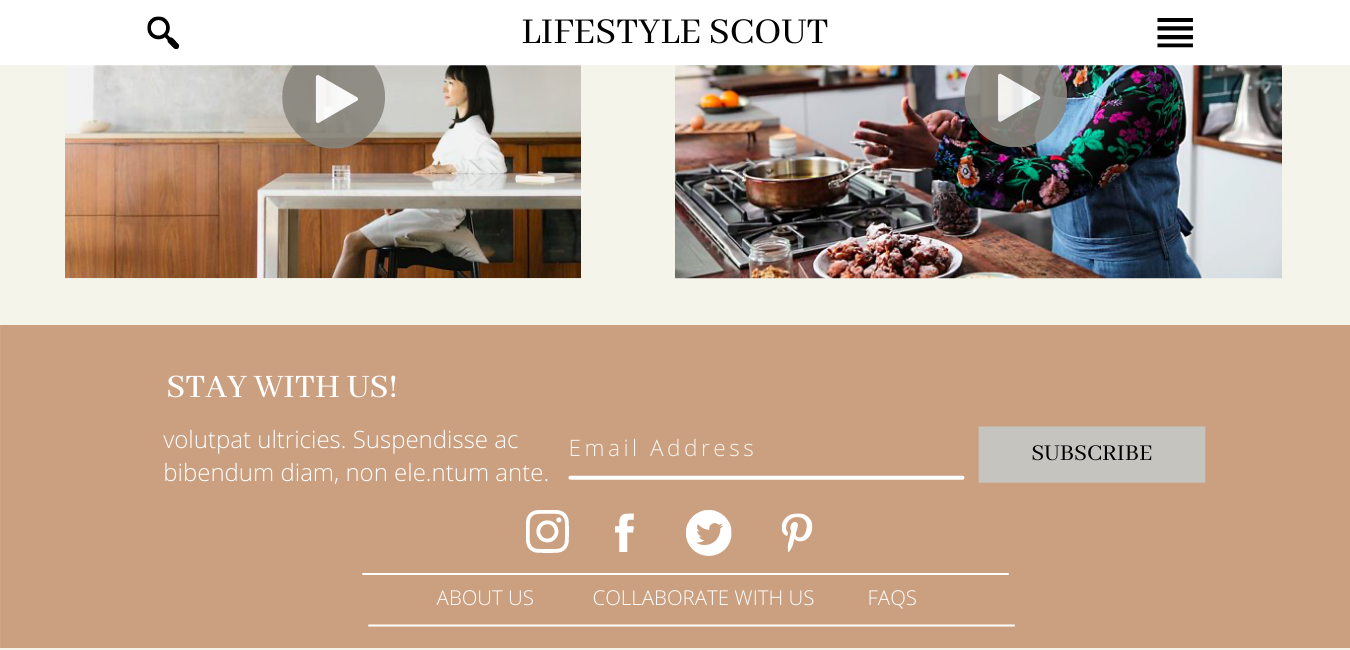 LIFESTYLE SCOUT
STAY WITH US!
volutpat ultricies. Suspendisse ac
bibendum diam, non ele.ntum ante.
Email Address
SUBSCRIBE
ABOUT US COLLABORATE WITH US FAQS